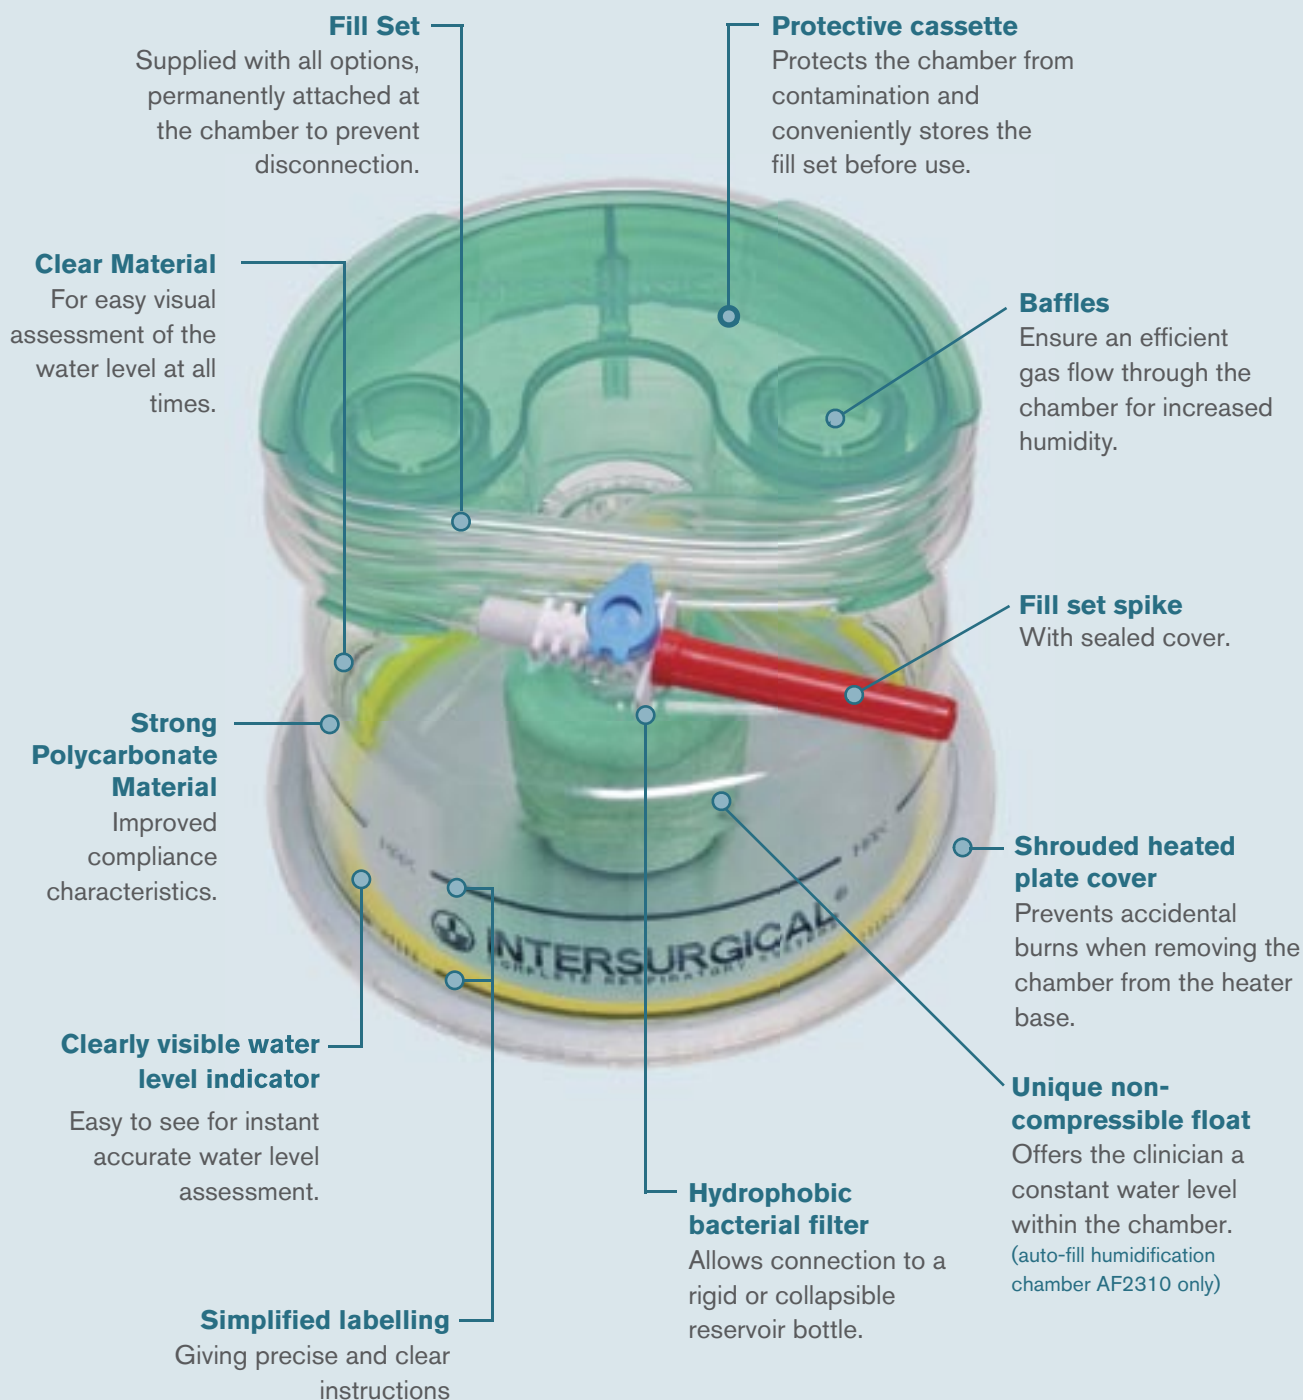 Fill Set
Supplied with all options,
permanently attached at
the chamber to prevent
disconnection.
Protective cassette
Protects the chamber from
contamination and
conveniently stores the
fill set before use.
Clear Material
For easy visual
assessment of the
water level at all
times.
Baffles
Ensure an efficient
gas flow through the
chamber for increased
humidity.
Fill set spike
With sealed cover.
Strong
Polycarbonate
Material
Improved
compliance
characteristics.
Shrouded heated
plate cover
Prevents accidental
burns when removing the
chamber from the heater
base.
INTERSURGICAL®
COMPLETE RESPIRATORY SYSTEMS
Clearly visible water
level indicator
Easy to see for instant
accurate water level
assessment.
Unique non-
compressible float
Offers the clinician a
constant water level
within the chamber.
(auto-fill humidification
chamber AF2310 only)
Hydrophobic
bacterial filter
Allows connection to a
rigid or collapsible
reservoir bottle.
Simplified labelling
Giving precise and clear
instructions